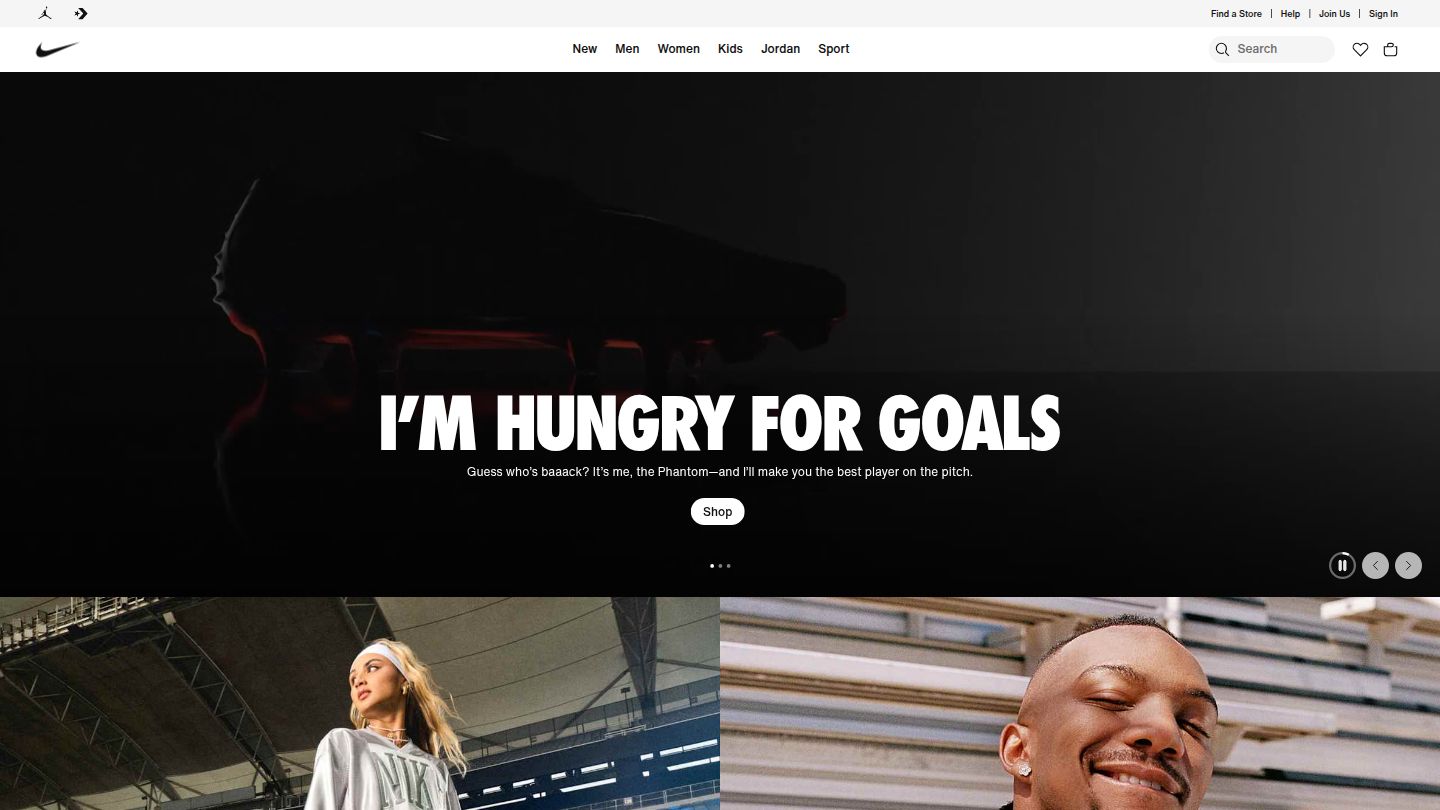 Find a Store | Help | Join Us | Sign In
New Men Women Kids Jordan Sport
Search
I'M HUNGRY FOR GOALS
Guess who's baaack? It's me, the Phantom—and I'll make you the best player on the pitch.
Shop
NY